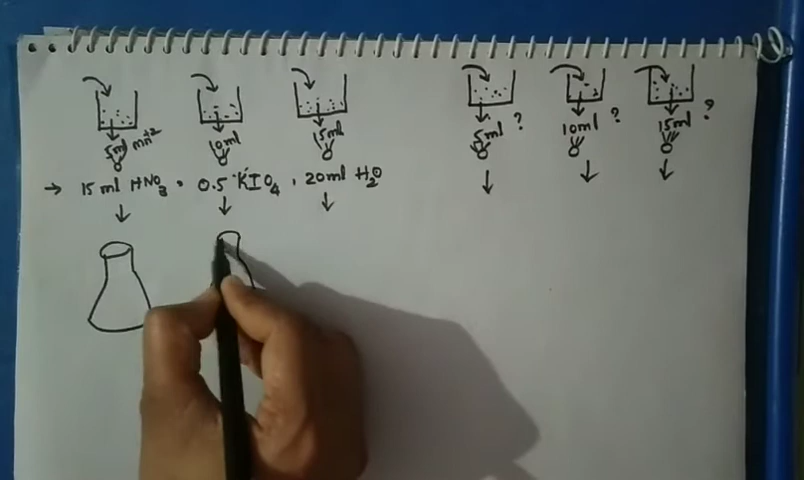 5ml mn+2 10ml 15ml 5ml ? 10ml ? 15ml ?
→ 15 ml HNO3, 0.5 KIO4, 20ml H2O